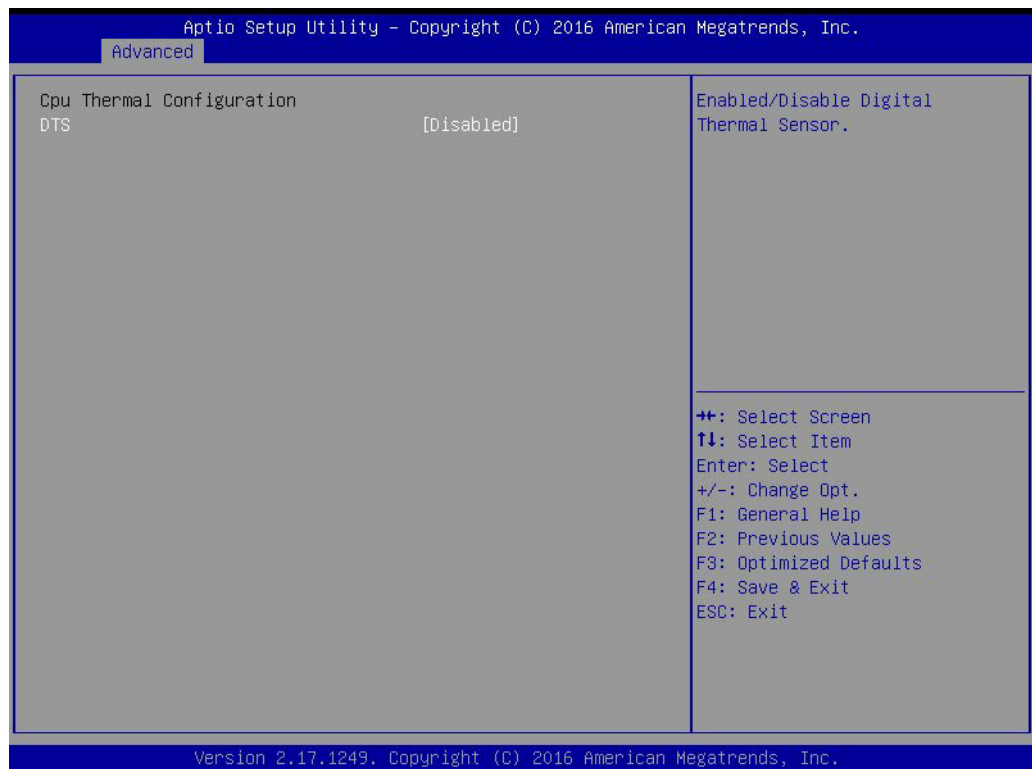 Aptio Setup Utility – Copyright (C) 2016 American Megatrends, Inc.
Advanced
Cpu Thermal Configuration
DTS [Disabled]
Enabled/Disable Digital
Thermal Sensor.
→←: Select Screen
↑↓: Select Item
Enter: Select
+/-: Change Opt.
F1: General Help
F2: Previous Values
F3: Optimized Defaults
F4: Save & Exit
ESC: Exit
Version 2.17.1249. Copyright (C) 2016 American Megatrends, Inc.